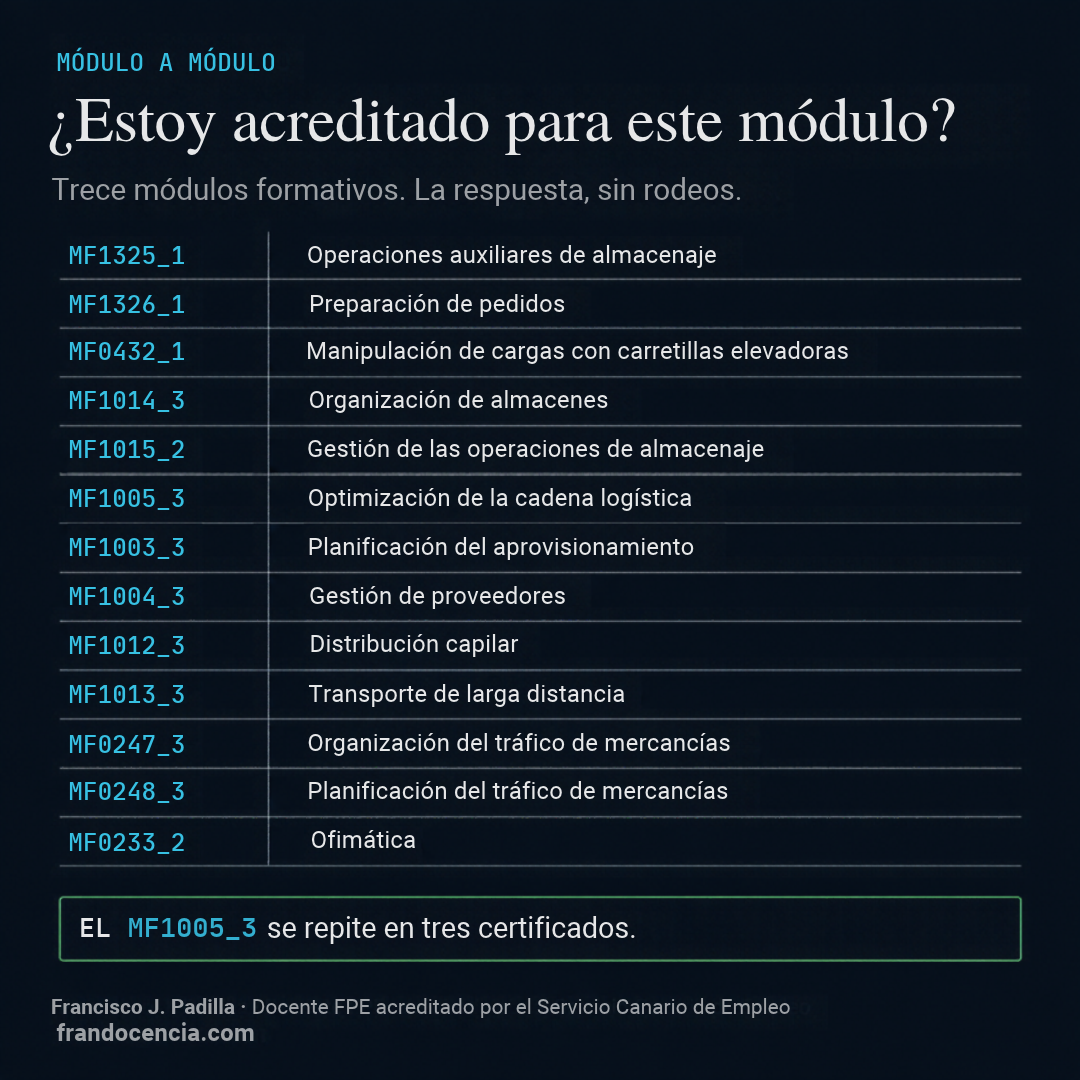 MÓDULO A MÓDULO
¿Estoy acreditado para este módulo?
Trece módulos formativos. La respuesta, sin rodeos.
MF1325_1 Operaciones auxiliares de almacenaje
MF1326_1 Preparación de pedidos
MF0432_1 Manipulación de cargas con carretillas elevadoras
MF1014_3 Organización de almacenes
MF1015_2 Gestión de las operaciones de almacenaje
MF1005_3 Optimización de la cadena logística
MF1003_3 Planificación del aprovisionamiento
MF1004_3 Gestión de proveedores
MF1012_3 Distribución capilar
MF1013_3 Transporte de larga distancia
MF0247_3 Organización del tráfico de mercancías
MF0248_3 Planificación del tráfico de mercancías
MF0233_2 Ofimática
EL MF1005_3 se repite en tres certificados.
Francisco J. Padilla · Docente FPE acreditado por el Servicio Canario de Empleo
frandocencia.com